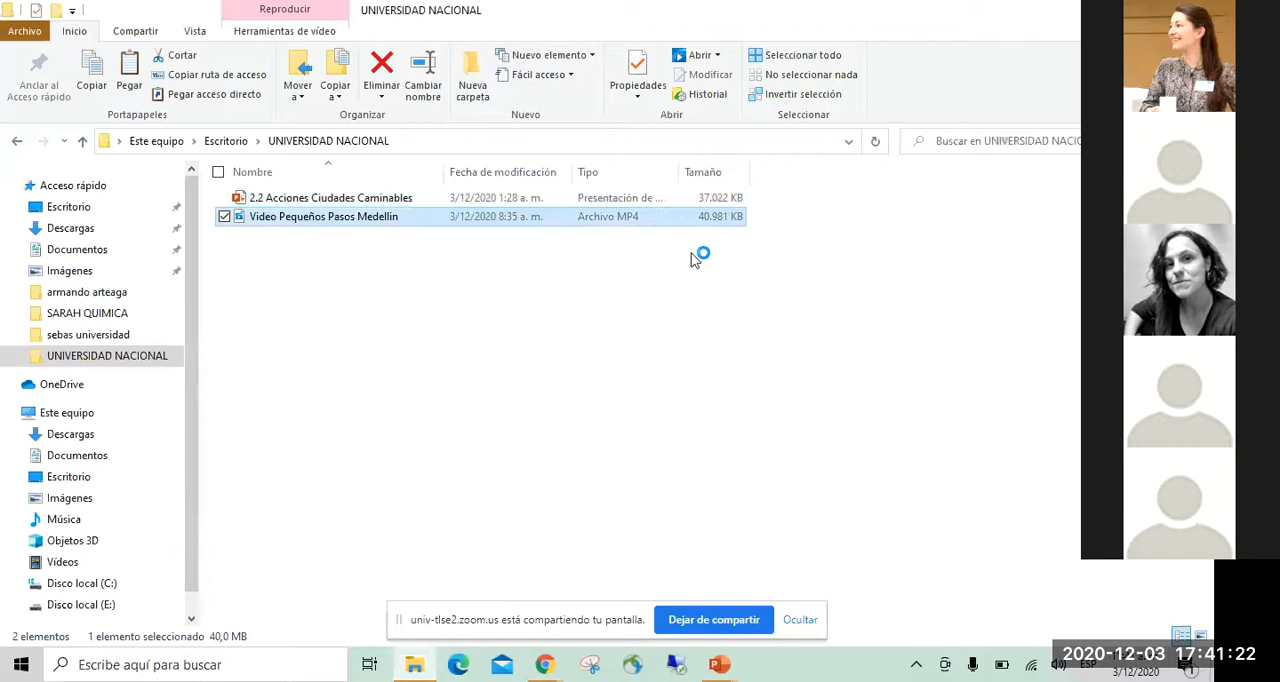 Reproducir
UNIVERSIDAD NACIONAL
Archivo
Inicio
Compartir
Vista
Herramientas de vídeo
Anclar al
Acceso rápido
Copiar
Pegar
Cortar
Copiar ruta de acceso
Pegar acceso directo
Portapapeles
Mover
a
Copiar
a
Eliminar
Cambiar
nombre
Organizar
Nueva
carpeta
Nuevo elemento
Fácil acceso
Nuevo
Propiedades
Abrir
Modificar
Historial
Abrir
Seleccionar todo
No seleccionar nada
Invertir selección
Seleccionar
Este equipo
Escritorio
UNIVERSIDAD NACIONAL
Buscar en UNIVERSIDAD NACIO
Nombre
Fecha de modificación
Tipo
Tamaño
2.2 Acciones Ciudades Caminables
3/12/2020 1:28 a. m.
Presentación de ...
37.022 KB
Video Pequeños Pasos Medellin
3/12/2020 8:35 a. m.
Archivo MP4
40.981 KB
Acceso rápido
Escritorio
Descargas
Documentos
Imágenes
armando arteaga
SARAH QUIMICA
sebas universidad
UNIVERSIDAD NACIONAL
OneDrive
Este equipo
Descargas
Documentos
Escritorio
Imágenes
Música
Objetos 3D
Vídeos
Disco local (C:)
Disco local (E:)
univ-tlse2.zoom.us está compartiendo tu pantalla.
Dejar de compartir
Ocultar
2 elementos
1 elemento seleccionado 40,0 MB
Escribe aquí para buscar
2020-12-03 17:41:22
3/12/2020
1